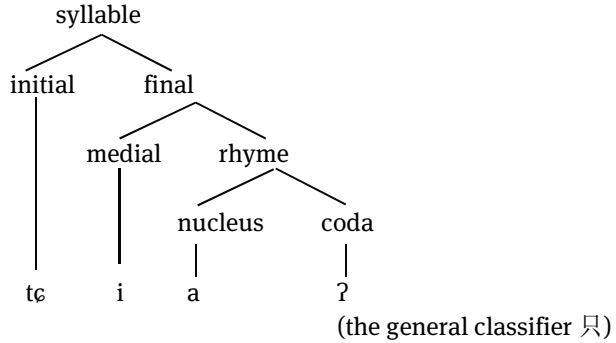 syllable
initial final
medial rhyme
nucleus coda
tɕ i a ʔ
(the general classifier 只)